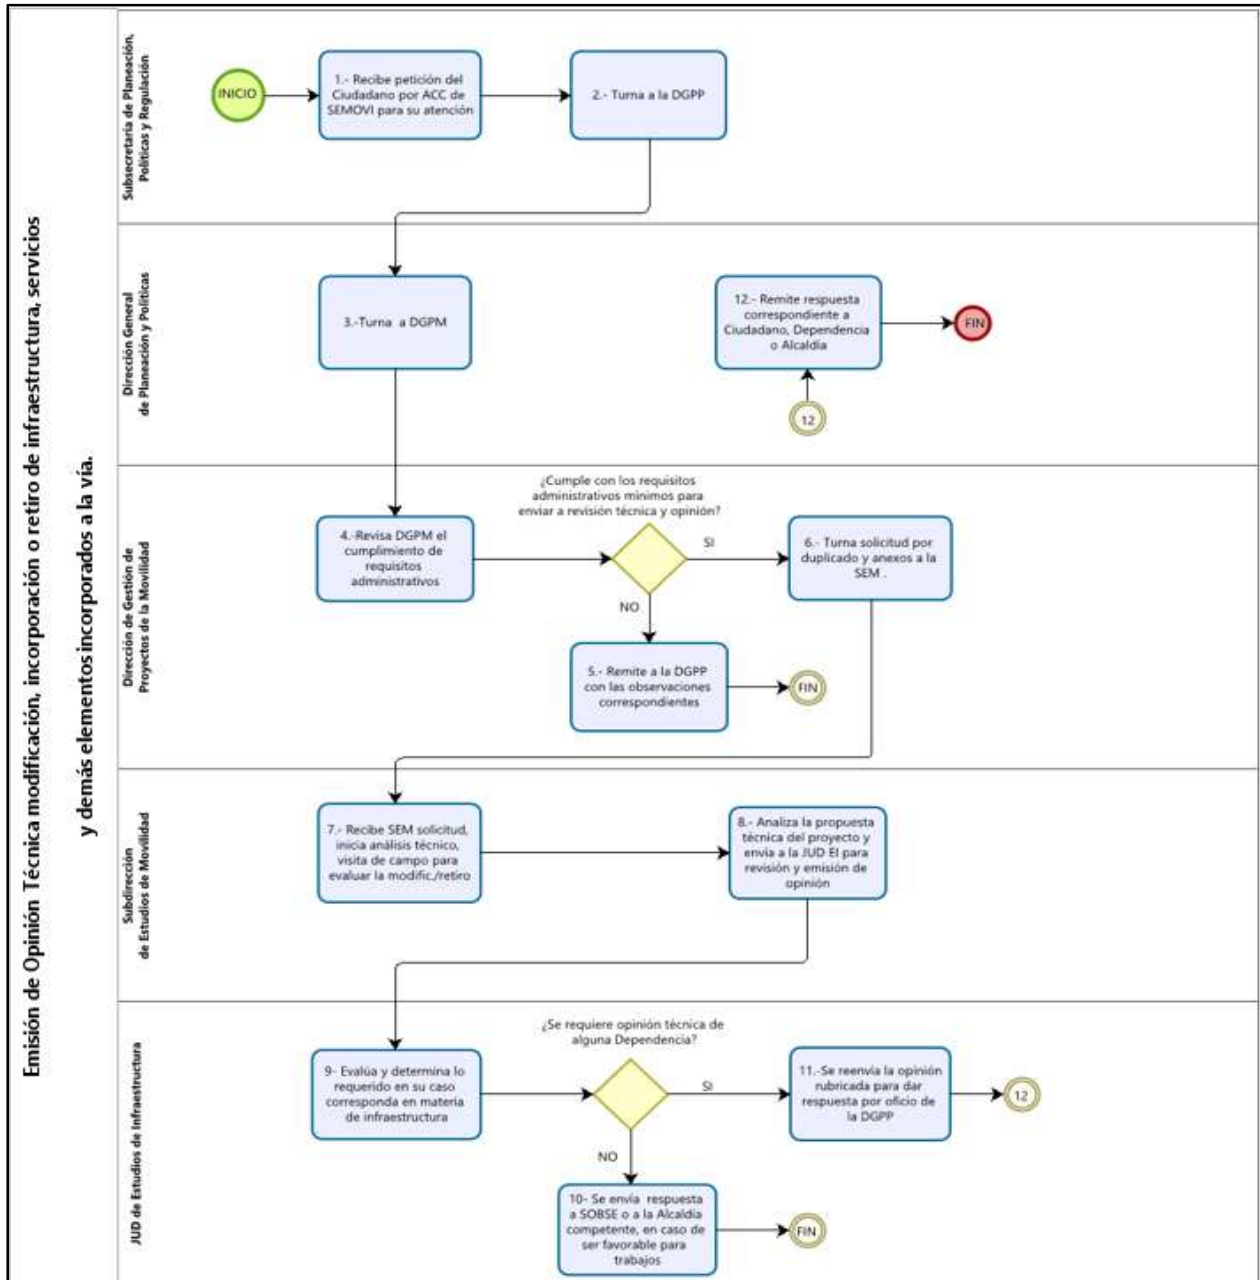 Emisión de Opinión Técnica modificación, incorporación o retiro de infraestructura, servicios
y demás elementos incorporados a la vía.
Subsecretaría de Planeación,
Políticas y Regulación
INICIO
1.- Recibe petición del
Ciudadano por ACC de
SEMOVI para su atención
2.- Turna a la DGPP
Dirección General
de Planeación y Políticas
3.-Turna a DGPM
12.- Remite respuesta
correspondiente a
Ciudadano, Dependencia
o Alcaldía
FIN
12
Dirección de Gestión de
Proyectos de la Movilidad
4.-Revisa DGPM el
cumplimiento de
requisitos
administrativos
¿Cumple con los requisitos
administrativos mínimos para
enviar a revisión técnica y opinión?
SI
NO
6.- Turna solicitud por
duplicado y anexos a la
SEM .
5.- Remite a la DGPP
con las observaciones
correspondientes
FIN
Subdirección
de Estudios de Movilidad
7.- Recibe SEM solicitud,
inicia análisis técnico,
visita de campo para
evaluar la modific./retiro
8.- Analiza la propuesta
técnica del proyecto y
envía a la JUD EI para
revisión y emisión de
opinión
JUD de Estudios de Infraestructura
9- Evalúa y determina lo
requerido en su caso
corresponda en materia
de infraestructura
¿Se requiere opinión técnica de
alguna Dependencia?
SI
NO
11.-Se reenvía la opinión
rubricada para dar
respuesta por oficio de
la DGPP
12
10- Se envía respuesta
a SOBSE o a la Alcaldía
competente, en caso de
ser favorable para
trabajos
FIN